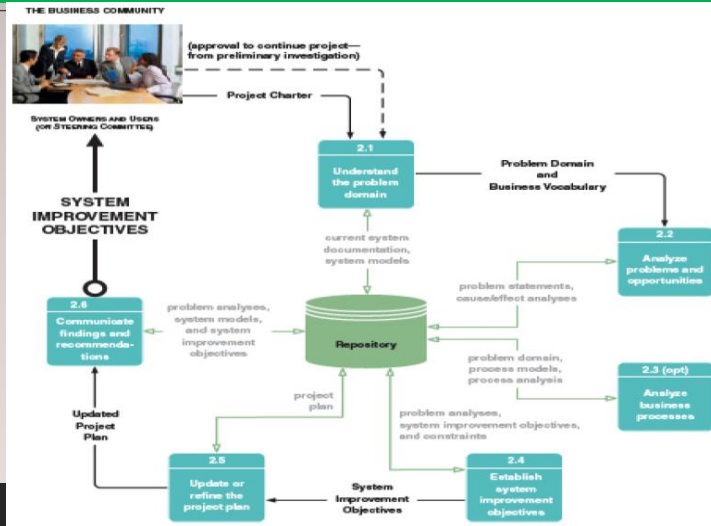 THE BUSINESS COMMUNITY
(approval to continue project—
from preliminary investigation)
Project Charter
SYSTEM OWNERS AND USERS
(OR STEERING COMMITTEE)
2.1
Understand
the problem
domain
Problem Domain
and
Business Vocabulary
SYSTEM
IMPROVEMENT
OBJECTIVES
current system
documentation,
system models
2.2
Analyze
problems and
opportunities
problem statements,
cause/effect analyses
2.6
Communicate
findings and
recommenda-
tions
problem analyses,
system models,
and system
improvement
objectives
Repository
problem domain,
process models,
process analysis
2.3 (opt)
Analyze
business
processes
project
plan
problem analyses,
system improvement objectives,
and constraints
Updated
Project
Plan
2.5
Update or
refine the
project plan
System
Improvement
Objectives
2.4
Establish
system
improvement
objectives